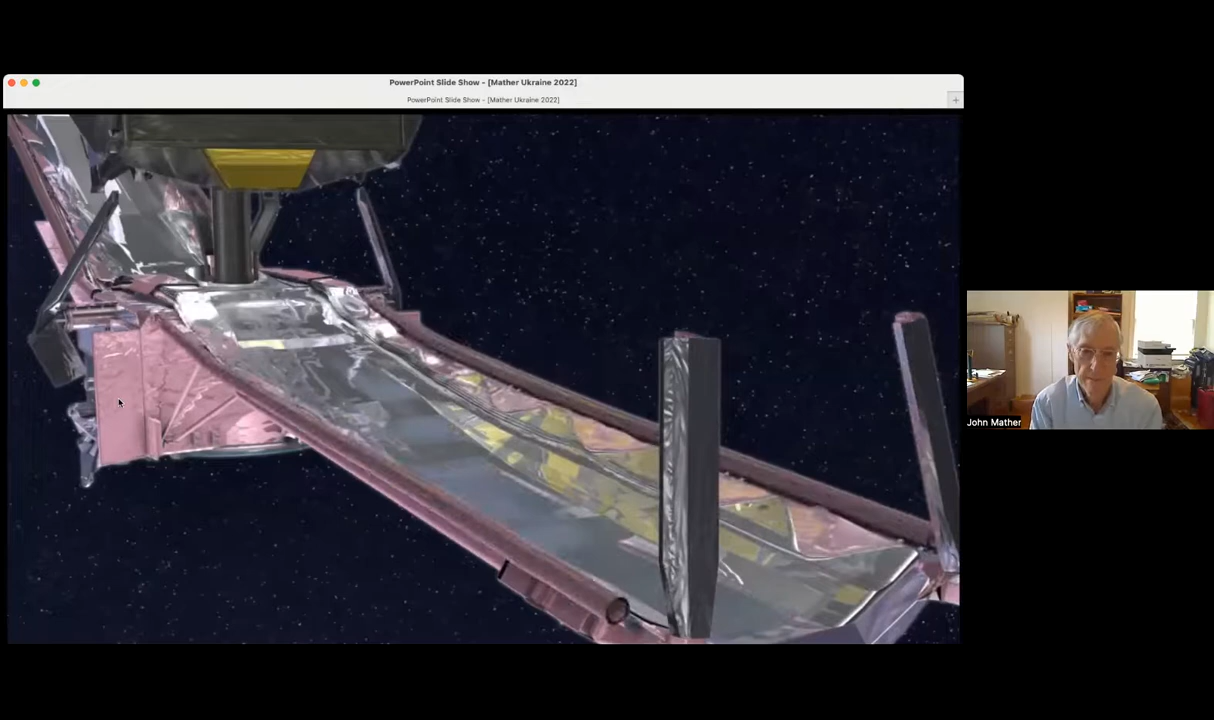 PowerPoint Slide Show - [Mather Ukraine 2022]
PowerPoint Slide Show - [Mather Ukraine 2022]
John Mather